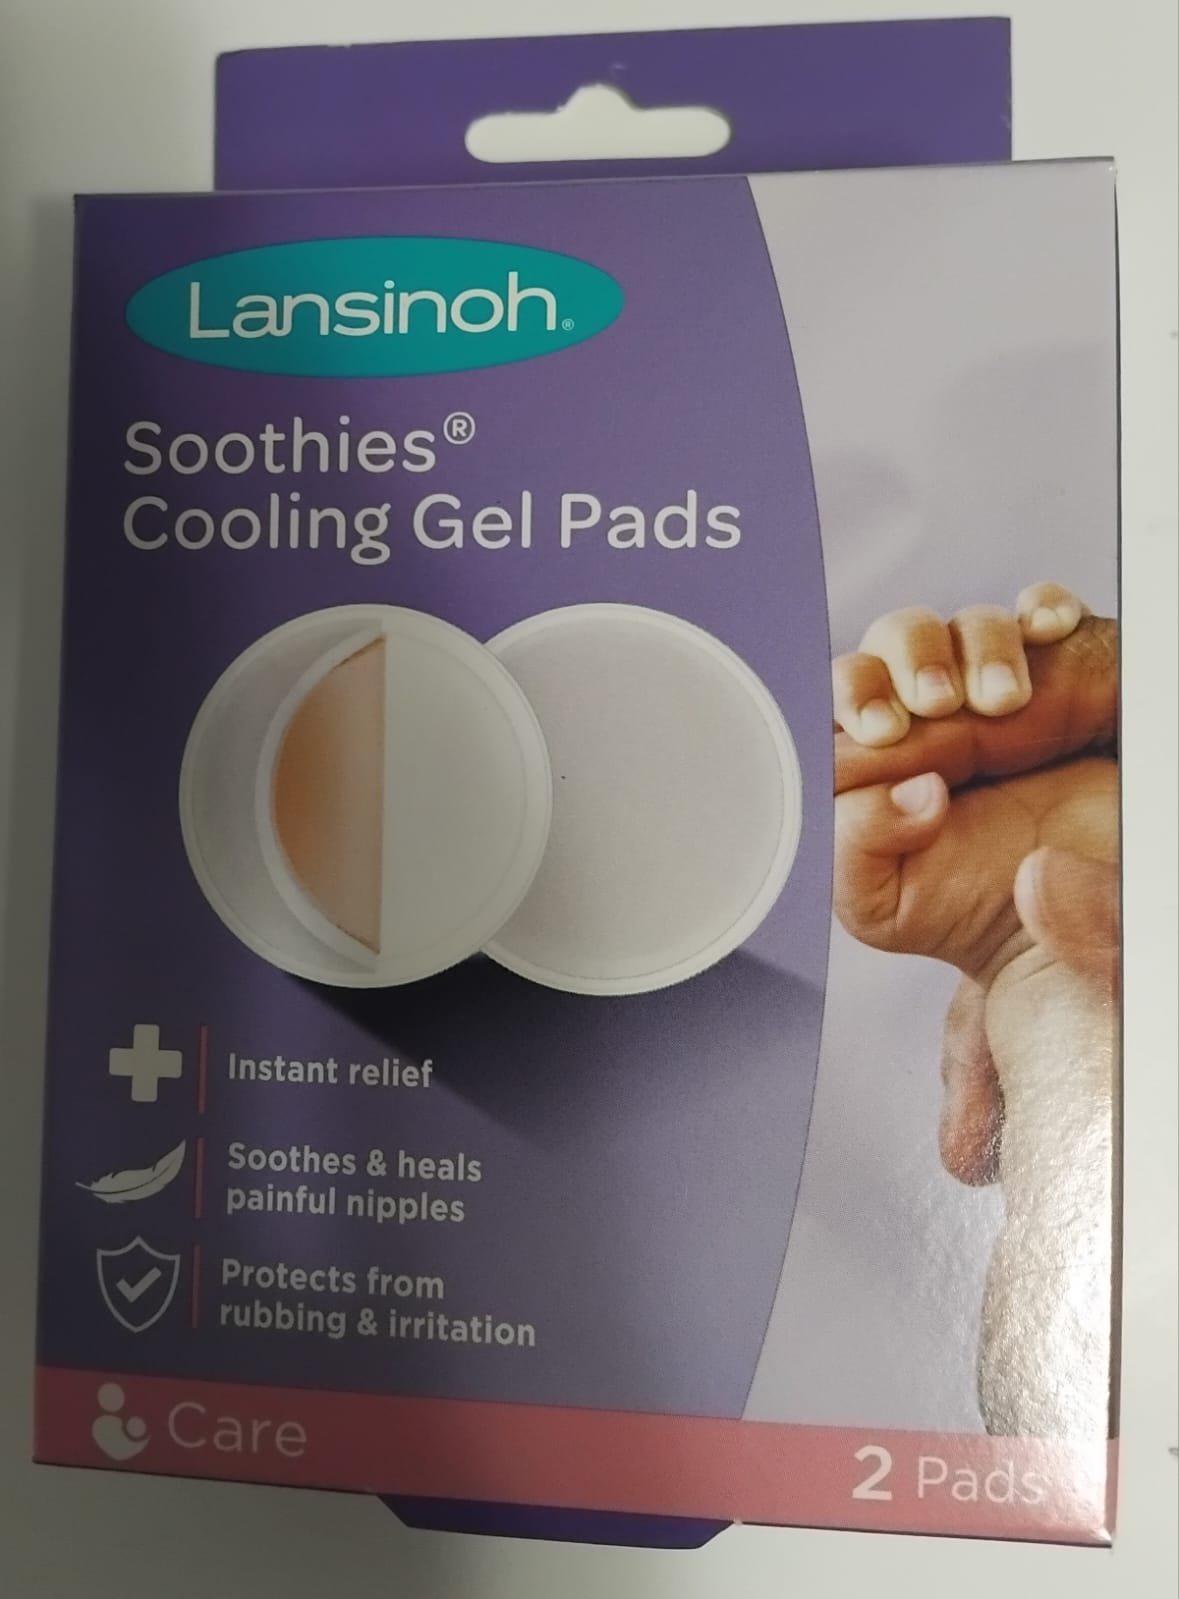 Lansinoh®
Soothies®
Cooling Gel Pads
Instant relief
Soothes & heals
painful nipples
Protects from
rubbing & irritation
Care
2 Pads